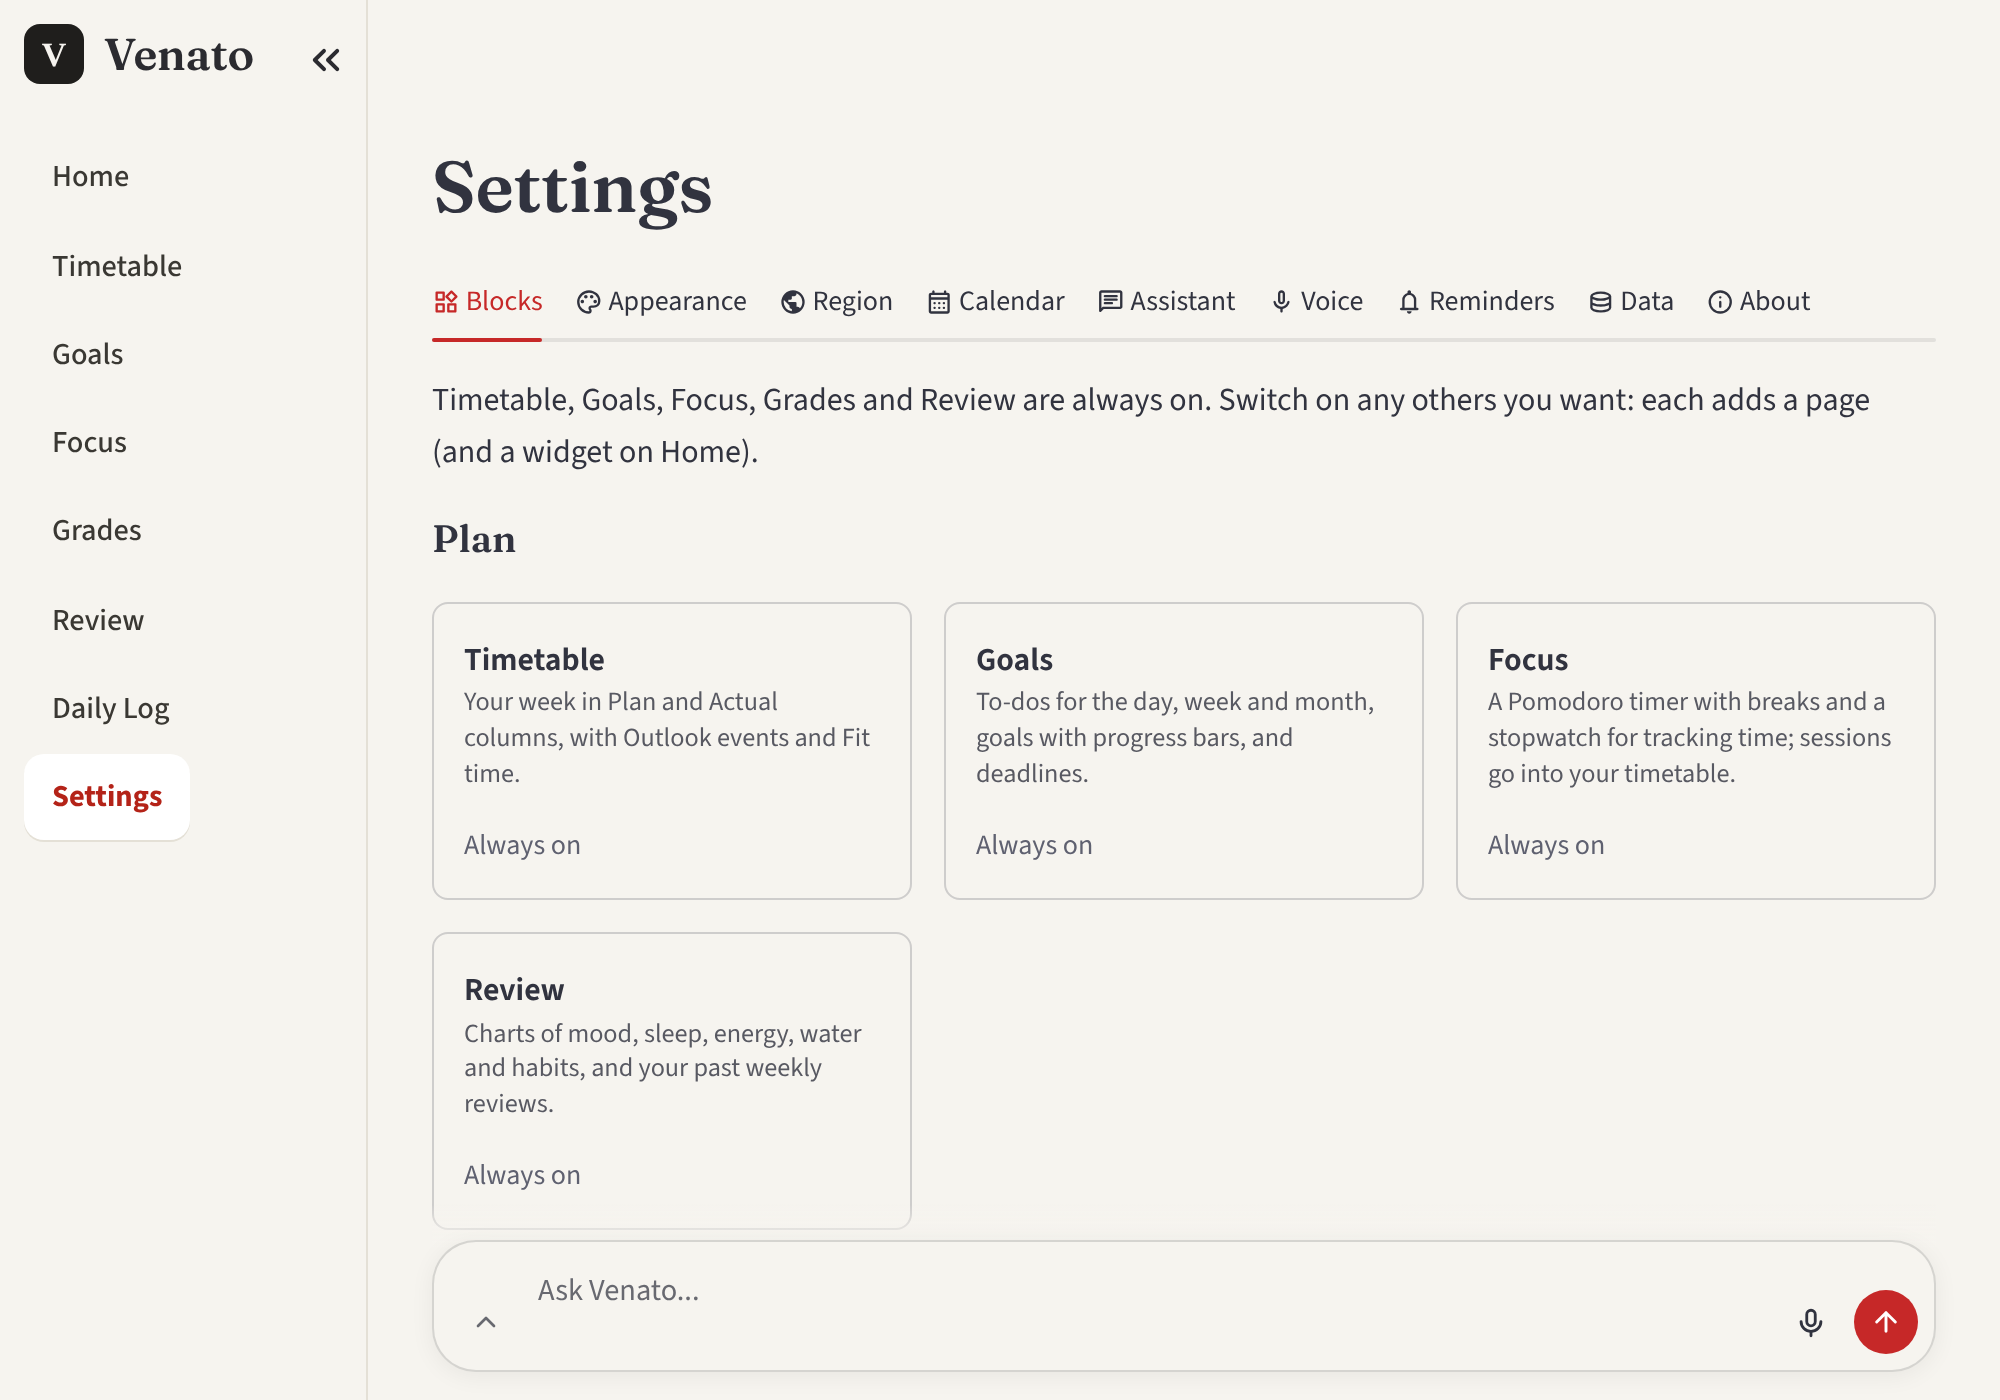 V Venato
Home
Timetable
Goals
Focus
Grades
Review
Daily Log
Settings
Settings
Blocks Appearance Region Calendar Assistant Voice Reminders Data About
Timetable, Goals, Focus, Grades and Review are always on. Switch on any others you want: each adds a page
(and a widget on Home).
Plan
Timetable
Your week in Plan and Actual
columns, with Outlook events and Fit
time.
Always on
Goals
To-dos for the day, week and month,
goals with progress bars, and
deadlines.
Always on
Focus
A Pomodoro timer with breaks and a
stopwatch for tracking time; sessions
go into your timetable.
Always on
Review
Charts of mood, sleep, energy, water
and habits, and your past weekly
reviews.
Always on
Ask Venato...